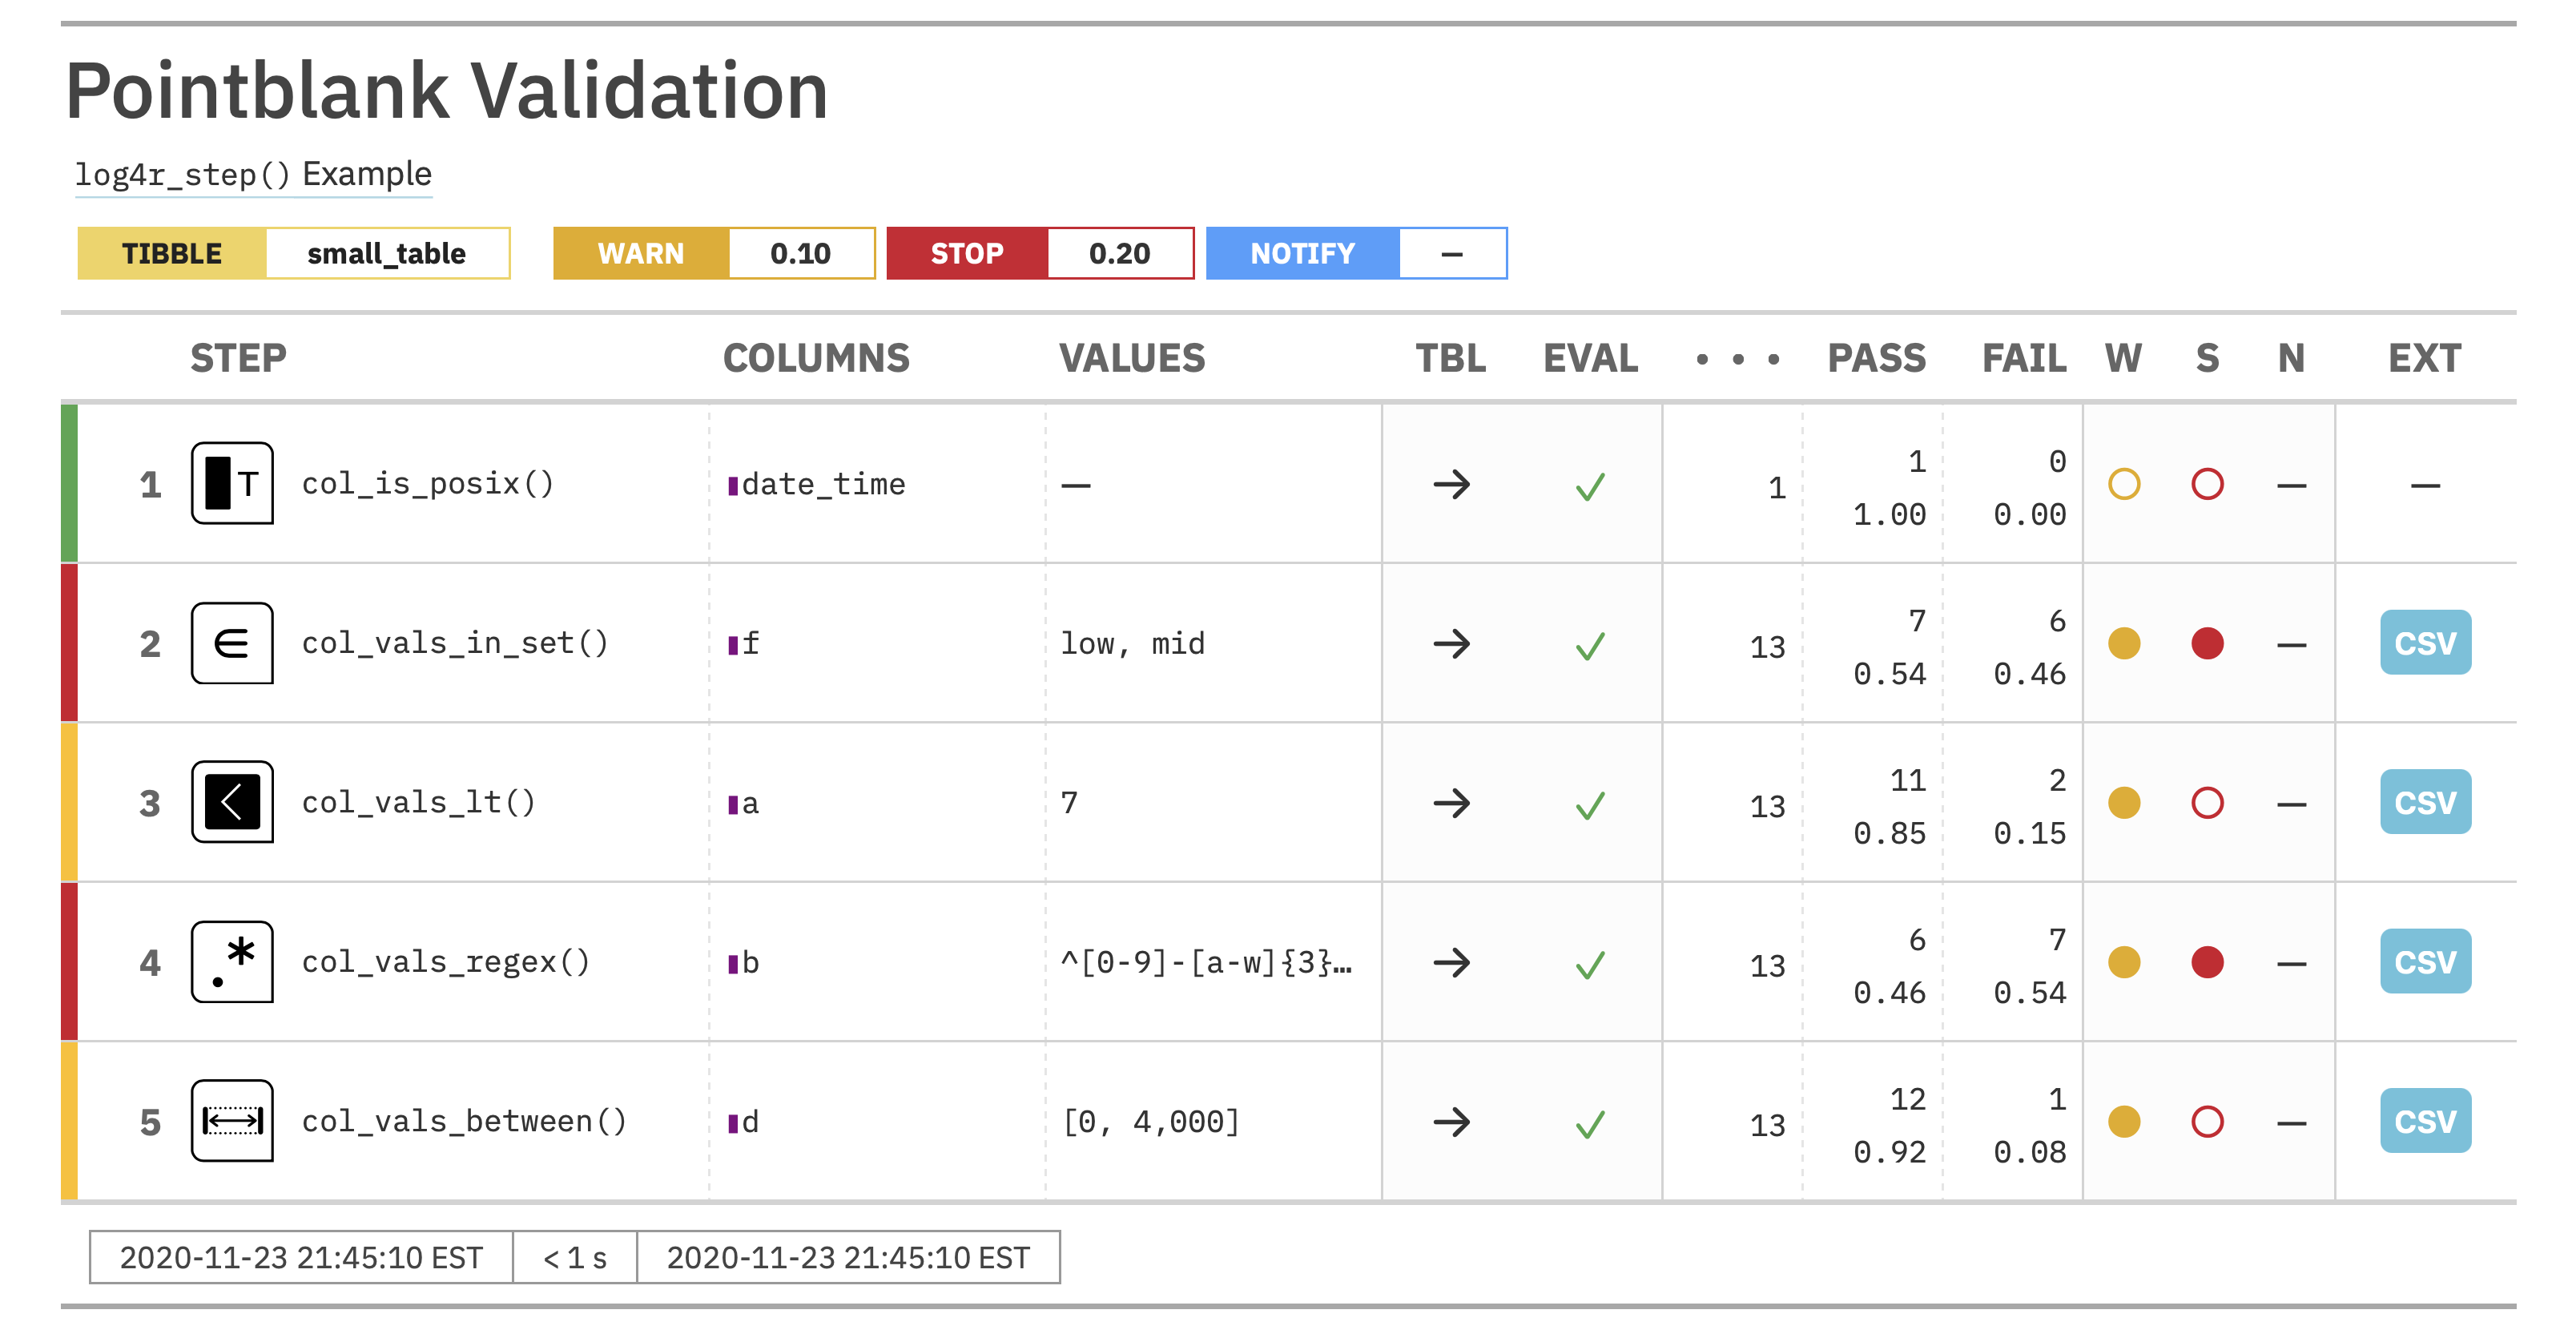 Pointblank Validation
log4r_step() Example
TIBBLE small_table WARN 0.10 STOP 0.20 NOTIFY —
STEP COLUMNS VALUES TBL EVAL • • • PASS FAIL W S N EXT
1 T col_is_posix() date_time — → ✓ 1 1 0 — —
1.00 0.00
2 ∈ col_vals_in_set() f low, mid → ✓ 13 7 6 — CSV
0.54 0.46
3 < col_vals_lt() a 7 → ✓ 13 11 2 — CSV
0.85 0.15
4 .* col_vals_regex() b ^[0-9]-[a-w]{3}… → ✓ 13 6 7 — CSV
0.46 0.54
5 col_vals_between() d [0, 4,000] → ✓ 13 12 1 — CSV
0.92 0.08
2020-11-23 21:45:10 EST < 1 s 2020-11-23 21:45:10 EST